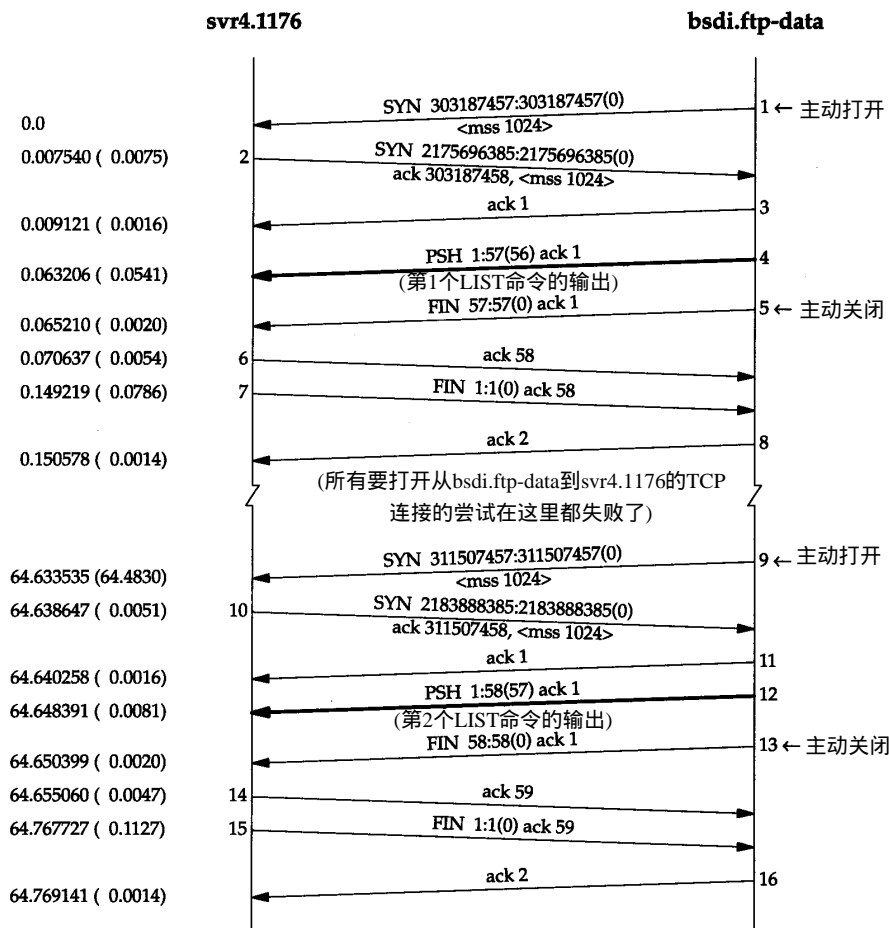 svr4.1176 bsdi.ftp-data
SYN 303187457:303187457(0) 1 ← 主动打开
0.0 <mss 1024>
0.007540 ( 0.0075) 2 SYN 2175696385:2175696385(0)
ack 303187458, <mss 1024>
ack 1 3
0.009121 ( 0.0016)
PSH 1:57(56) ack 1 4
0.063206 ( 0.0541) (第1个LIST命令的输出)
FIN 57:57(0) ack 1 5 ← 主动关闭
0.065210 ( 0.0020)
0.070637 ( 0.0054) 6 ack 58
0.149219 ( 0.0786) 7 FIN 1:1(0) ack 58
ack 2 8
0.150578 ( 0.0014)
(所有要打开从bsdi.ftp-data到svr4.1176的TCP
连接的尝试在这里都失败了)
SYN 311507457:311507457(0) 9 ← 主动打开
64.633535 (64.4830) <mss 1024>
64.638647 ( 0.0051) 10 SYN 2183888385:2183888385(0)
ack 311507458, <mss 1024>
ack 1 11
64.640258 ( 0.0016)
PSH 1:58(57) ack 1 12
64.648391 ( 0.0081) (第2个LIST命令的输出)
FIN 58:58(0) ack 1 13 ← 主动关闭
64.650399 ( 0.0020)
64.655060 ( 0.0047) 14 ack 59
64.767727 ( 0.1127) 15 FIN 1:1(0) ack 59
ack 2 16
64.769141 ( 0.0014)